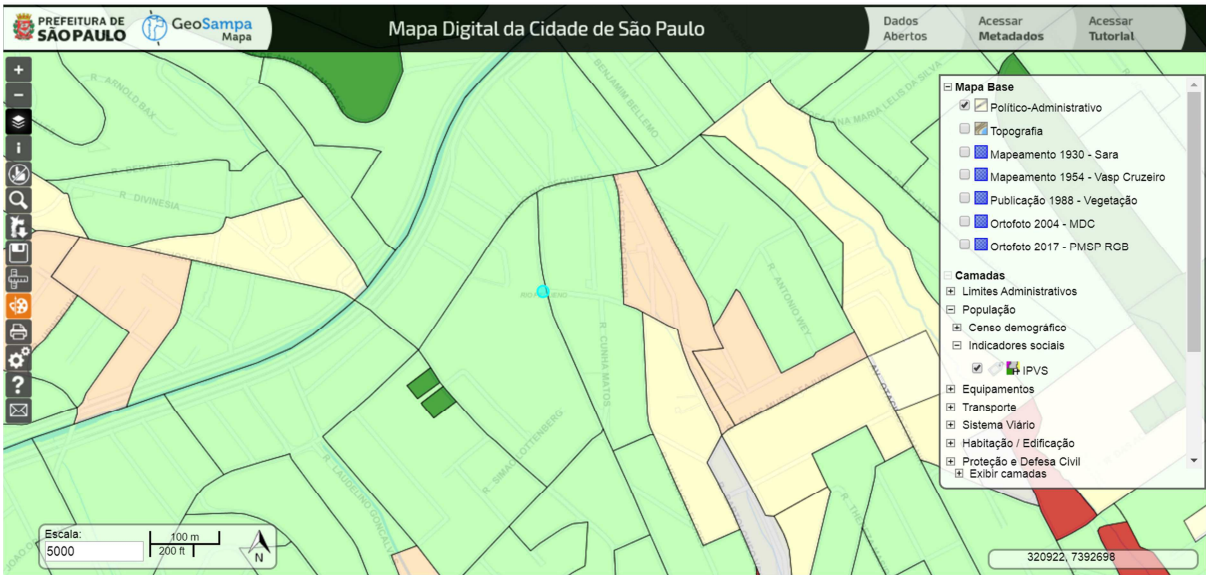 PREFEITURA DE
SÃO PAULO
GeoSampa
Mapa
Mapa Digital da Cidade de São Paulo
Dados
Abertos
Acessar
Metadados
Acessar
Tutorial
R. ARNOLD BAX
R. DIVINESIA
BENJAMIM BELLEMO
R. ANTONIO WEY
R. CUNHA MATOS
R. SIMAO LOTTENBERG
R. LAUDELINO GONCALV
Mapa Base
Político-Administrativo
Topografia
Mapeamento 1930 - Sara
Mapeamento 1954 - Vasp Cruzeiro
Publicação 1988 - Vegetação
Ortofoto 2004 - MDC
Ortofoto 2017 - PMSP RGB
Camadas
Limites Administrativos
População
Censo demográfico
Indicadores sociais
IPVS
Equipamentos
Transporte
Sistema Viário
Habitação / Edificação
Proteção e Defesa Civil
Exibir camadas
Escala:
5000
100 m
200 ft
N
320922, 7392698